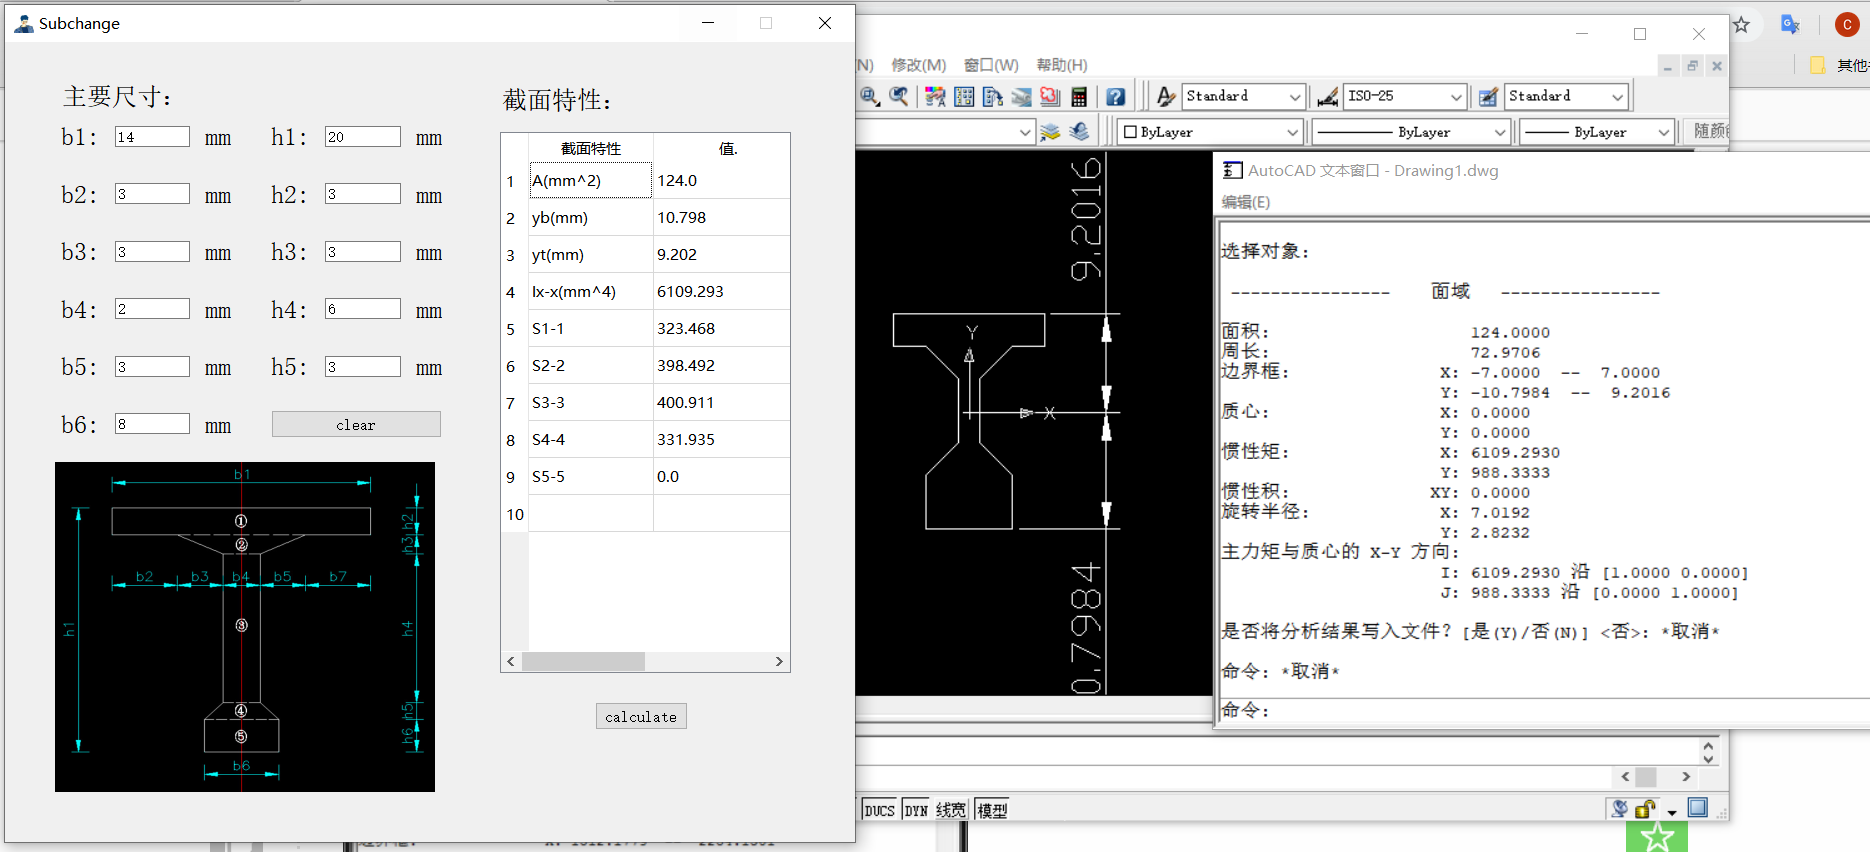 Subchange
主要尺寸：
b1： 14 mm h1： 20 mm
b2： 3 mm h2： 3 mm
b3： 3 mm h3： 3 mm
b4： 2 mm h4： 6 mm
b5： 3 mm h5： 3 mm
b6： 8 mm clear
b1
①
②
h2
h3
b2 b3 b4 b5 b7
h1
③
h4
④
h5
⑤
h6
b6
截面特性：
截面特性 值.
1 A(mm^2) 124.0
2 yb(mm) 10.798
3 yt(mm) 9.202
4 Ix-x(mm^4) 6109.293
5 S1-1 323.468
6 S2-2 398.492
7 S3-3 400.911
8 S4-4 331.935
9 S5-5 0.0
10
calculate
(N) 修改(M) 窗口(W) 帮助(H)
Standard ISO-25 Standard
ByLayer ByLayer ByLayer 随颜
9.2016
Y
X
0.7984
DUCS DYN 线宽 模型
C
其他
AutoCAD 文本窗口 - Drawing1.dwg
编辑(E)
选择对象:
---------------- 面域 ----------------
面积: 124.0000
周长: 72.9706
边界框: X: -7.0000 -- 7.0000
Y: -10.7984 -- 9.2016
质心: X: 0.0000
Y: 0.0000
惯性矩: X: 6109.2930
Y: 988.3333
惯性积: XY: 0.0000
旋转半径: X: 7.0192
Y: 2.8232
主力矩与质心的 X-Y 方向:
I: 6109.2930 沿 [1.0000 0.0000]
J: 988.3333 沿 [0.0000 1.0000]
是否将分析结果写入文件？[是(Y)/否(N)] <否>: *取消*
命令: *取消*
命令: